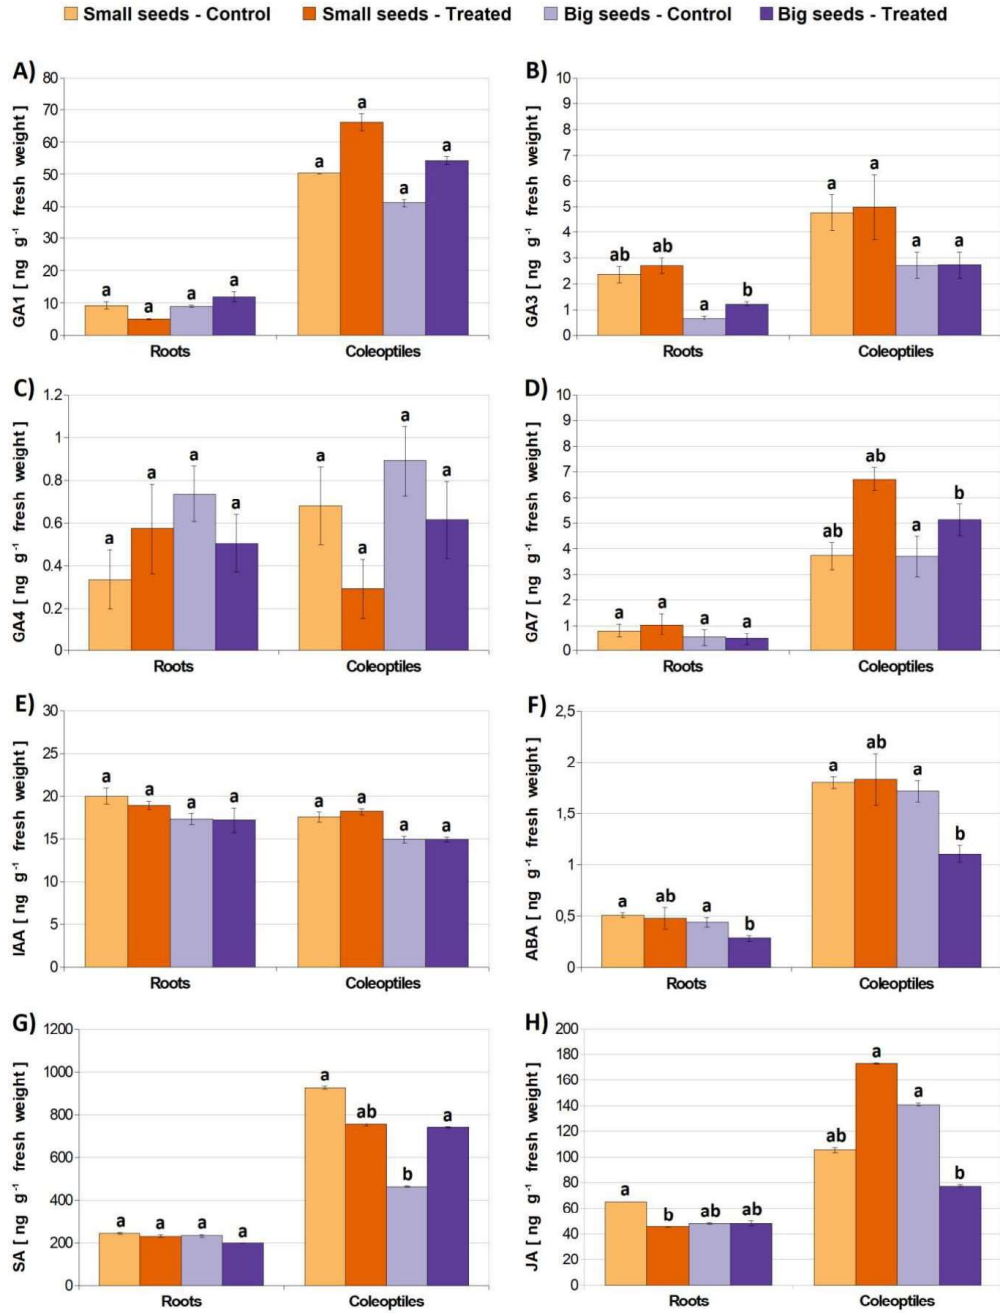 Small seeds - Control Small seeds - Treated Big seeds - Control Big seeds - Treated
A)
GA1 [ ng g⁻¹ fresh weight ]
80
70
60
50
40
30
20
10
0
a a a a a a a a
Roots Coleoptiles
B)
GA3 [ ng g⁻¹ fresh weight ]
10
9
8
7
6
5
4
3
2
1
0
ab ab a b a a a a
Roots Coleoptiles
C)
GA4 [ ng g⁻¹ fresh weight ]
1.2
1
0.8
0.6
0.4
0.2
0
a a a a a a a a
Roots Coleoptiles
D)
GA7 [ ng g⁻¹ fresh weight ]
10
9
8
7
6
5
4
3
2
1
0
a a a a ab ab a b
Roots Coleoptiles
E)
IAA [ ng g⁻¹ fresh weight ]
30
25
20
15
10
5
0
a a a a a a a a
Roots Coleoptiles
F)
ABA [ ng g⁻¹ fresh weight ]
2,5
2
1,5
1
0,5
0
a ab a b a ab a b
Roots Coleoptiles
G)
SA [ ng g⁻¹ fresh weight ]
1200
1000
800
600
400
200
0
a a a a a ab b a
Roots Coleoptiles
H)
JA [ ng g⁻¹ fresh weight ]
200
180
160
140
120
100
80
60
40
20
0
a b ab ab ab a a b
Roots Coleoptiles